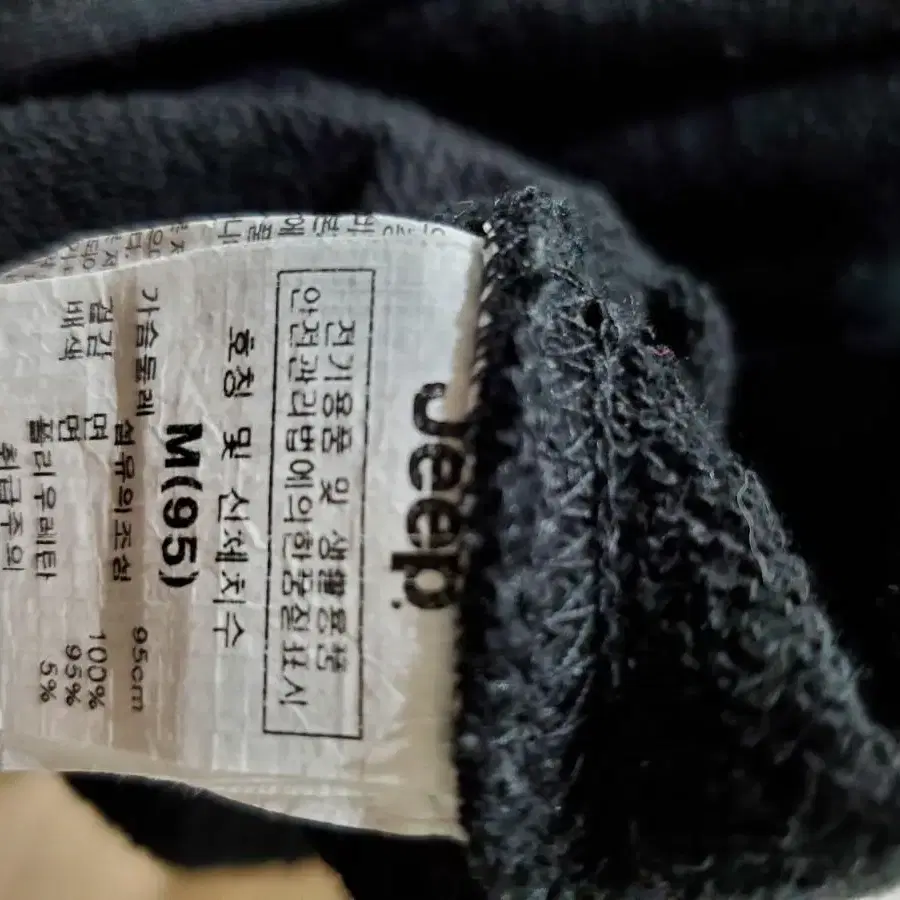 Jeep.
전기용품 및 생활용품
안전관리법에의한품질표시
호칭 및 신체치수
M(95)
가슴둘레 95cm
섬유의조성
겉감 면 100%
배색 면 95%
폴리우레탄 5%
취급주의